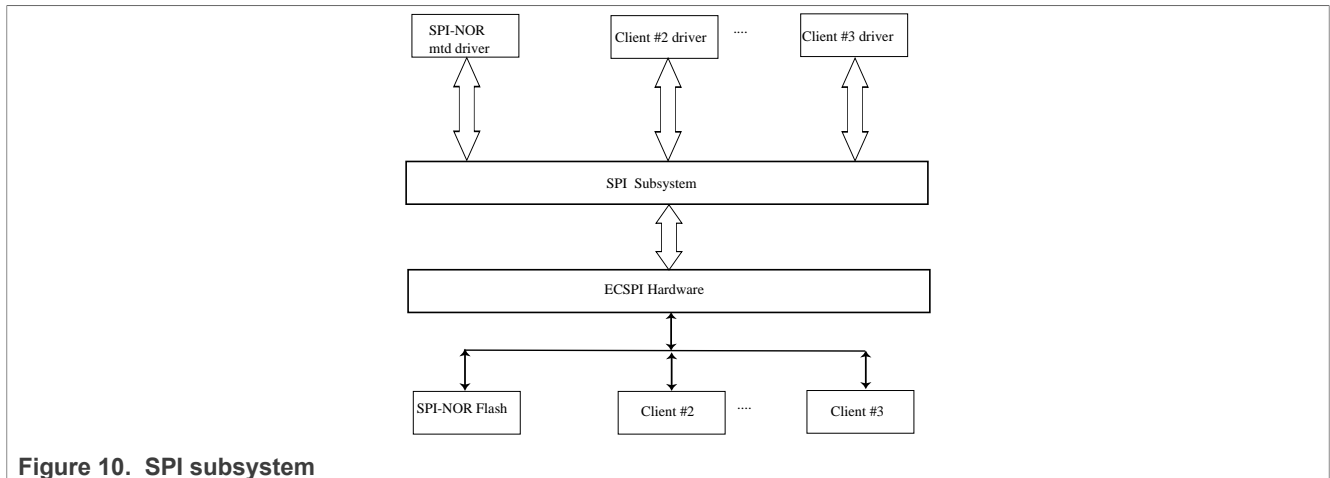 SPI-NOR
mtd driver
Client #2 driver
....
Client #3 driver
SPI Subsystem
ECSPI Hardware
SPI-NOR Flash
Client #2
....
Client #3
Figure 10. SPI subsystem